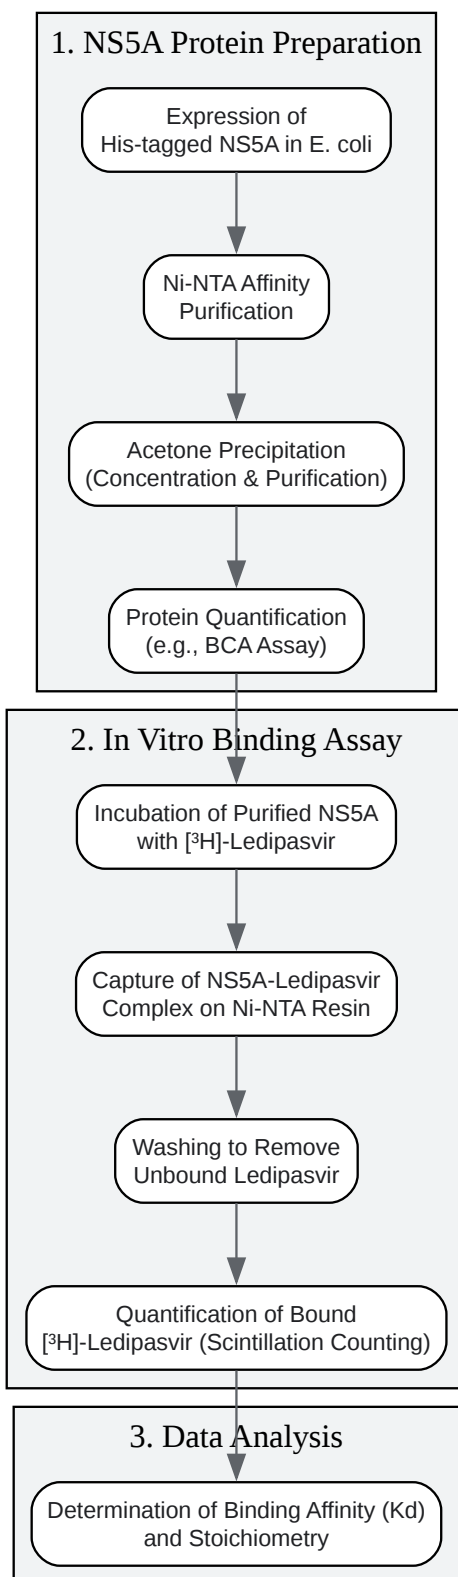 1. NS5A Protein Preparation
Expression of
His-tagged NS5A in E. coli
Ni-NTA Affinity
Purification
Acetone Precipitation
(Concentration & Purification)
Protein Quantification
(e.g., BCA Assay)
2. In Vitro Binding Assay
Incubation of Purified NS5A
with [³H]-Ledipasvir
Capture of NS5A-Ledipasvir
Complex on Ni-NTA Resin
Washing to Remove
Unbound Ledipasvir
Quantification of Bound
[³H]-Ledipasvir (Scintillation Counting)
3. Data Analysis
Determination of Binding Affinity (Kd)
and Stoichiometry